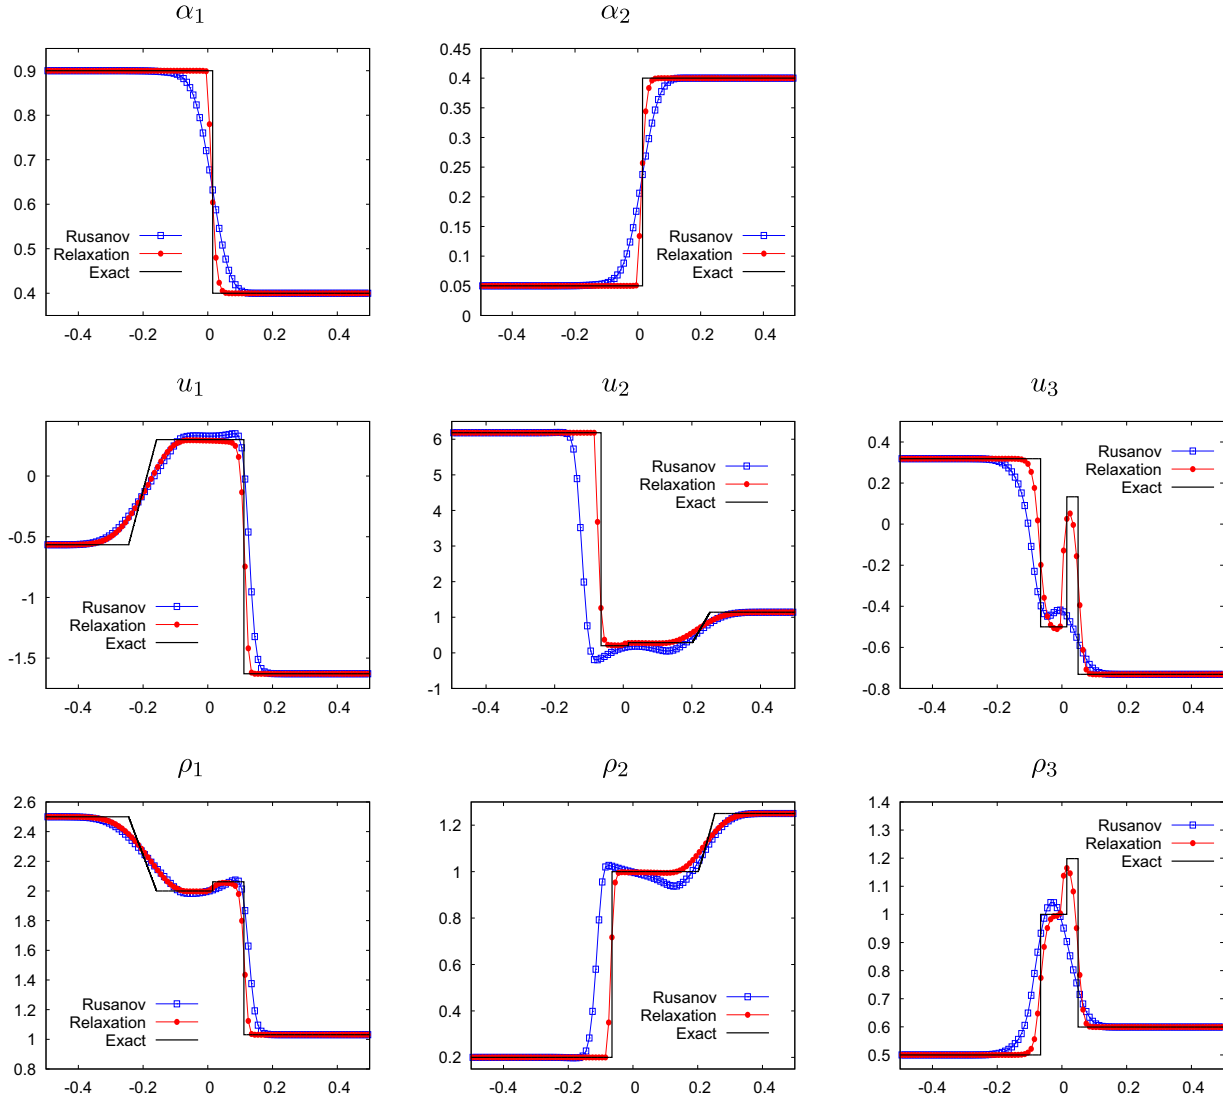 α₁ α₂
0.9
0.8
0.7
0.6
0.5
0.4
Rusanov
Relaxation
Exact
-0.4 -0.2 0 0.2 0.4
0.45
0.4
0.35
0.3
0.25
0.2
0.15
0.1
0.05
0
Rusanov
Relaxation
Exact
-0.4 -0.2 0 0.2 0.4
u₁ u₂ u₃
0
-0.5
-1
-1.5
Rusanov
Relaxation
Exact
-0.4 -0.2 0 0.2 0.4
6
5
4
3
2
1
0
-1
Rusanov
Relaxation
Exact
-0.4 -0.2 0 0.2 0.4
0.4
0.2
0
-0.2
-0.4
-0.6
-0.8
Rusanov
Relaxation
Exact
-0.4 -0.2 0 0.2 0.4
ρ₁ ρ₂ ρ₃
2.6
2.4
2.2
2
1.8
1.6
1.4
1.2
1
0.8
Rusanov
Relaxation
Exact
-0.4 -0.2 0 0.2 0.4
1.2
1
0.8
0.6
0.4
0.2
Rusanov
Relaxation
Exact
-0.4 -0.2 0 0.2 0.4
1.4
1.3
1.2
1.1
1
0.9
0.8
0.7
0.6
0.5
Rusanov
Relaxation
Exact
-0.4 -0.2 0 0.2 0.4